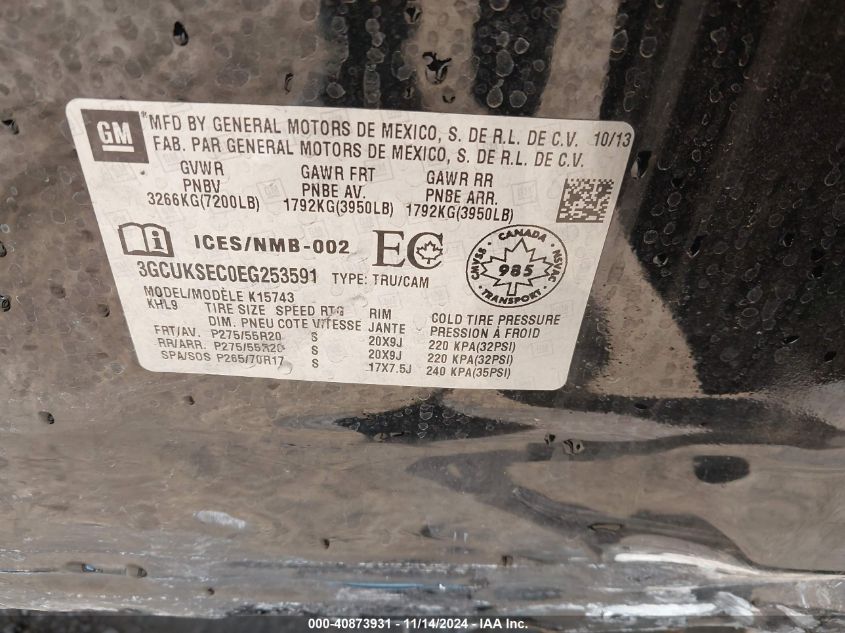 GM
*MFD BY GENERAL MOTORS DE MEXICO, S. DE R.L. DE C.V. 10/13
FAB. PAR GENERAL MOTORS DE MEXICO, S. DE R.L. DE C.V.
GVWR GAWR FRT GAWR RR
PNBV PNBE AV. PNBE ARR.
3266KG(7200LB) 1792KG(3950LB) 1792KG(3950LB)
ICES/NMB-002 EC
CANADA
CMVSS 985 NSVAC
TRANSPORT
3GCUKSEC0EG253591 TYPE: TRU/CAM
MODEL/MODÈLE K15743
KHL9 TIRE SIZE SPEED RTG RIM COLD TIRE PRESSURE
DIM. PNEU COTE VITESSE JANTE PRESSION À FROID
FRT/AV. P275/55R20 S 20X9J 220 KPA(32PSI)
RR/ARR. P275/55R20 S 20X9J 220 KPA(32PSI)
SPA/SOS P265/70R17 S 17X7.5J 240 KPA(35PSI)
000-40873931 - 11/14/2024 - IAA Inc.